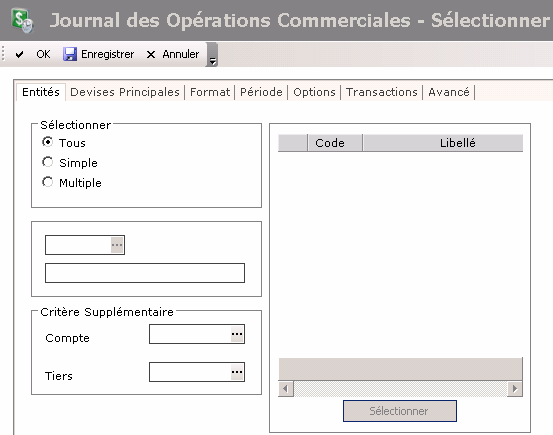 Journal des Opérations Commerciales - Sélectionner
OK Enregistrer Annuler
Entités Devises Principales Format Période Options Transactions Avancé
Sélectionner
Tous
Simple
Multiple
...
Critère Supplémentaire
Compte ...
Tiers ...
Code Libellé
Sélectionner